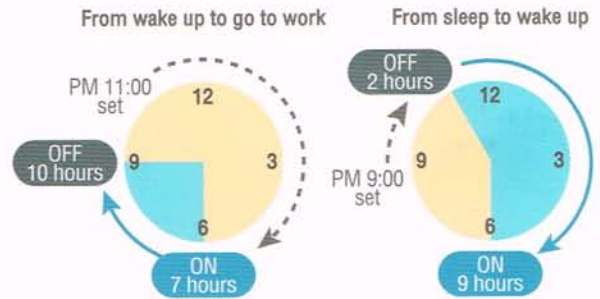 From wake up to go to work
PM 11:00
set
12
3
6
9
OFF
10 hours
ON
7 hours
From sleep to wake up
OFF
2 hours
12
3
6
9
PM 9:00
set
ON
9 hours